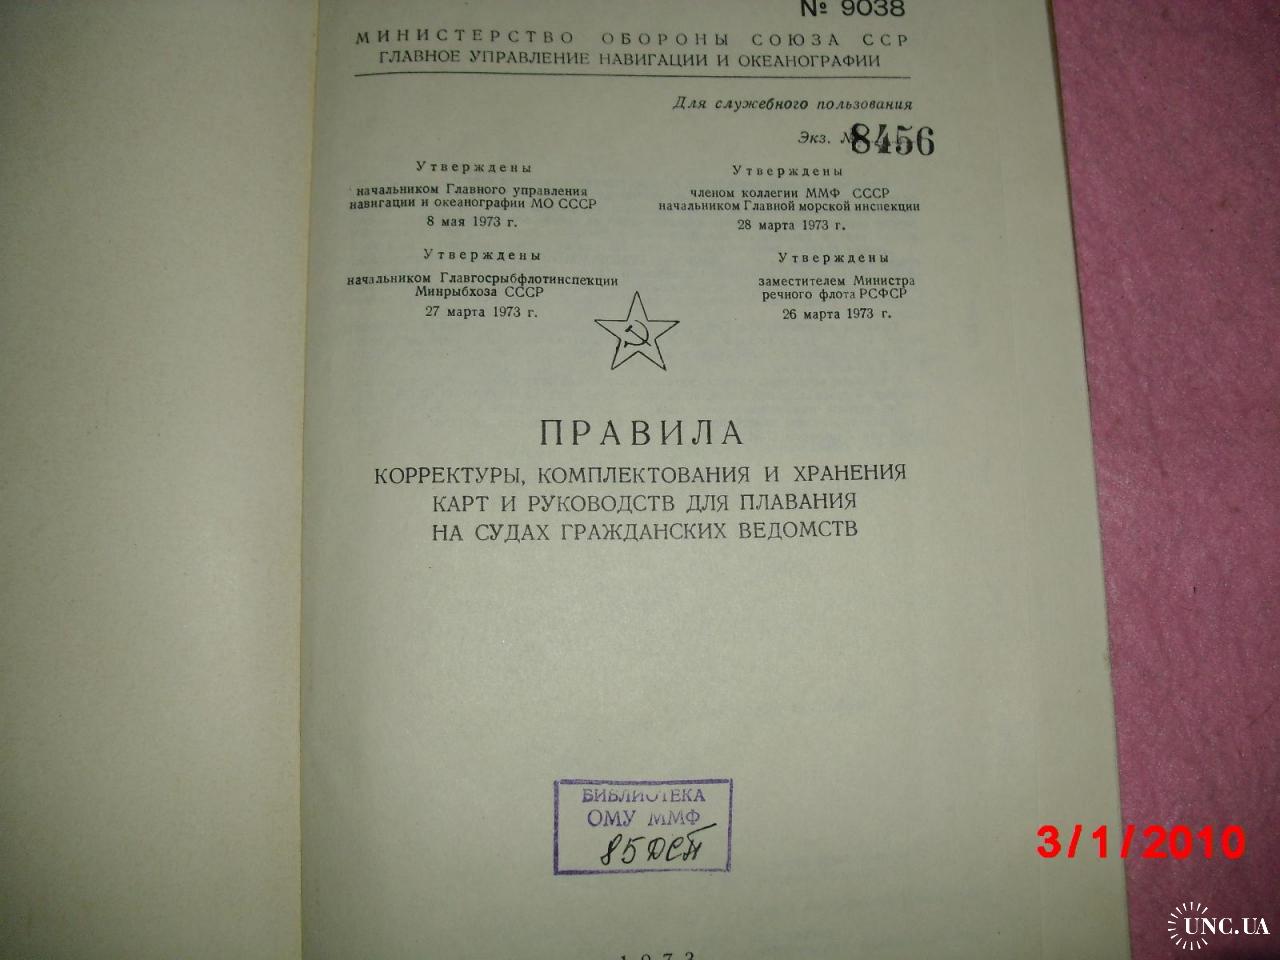 № 9038
МИНИСТЕРСТВО ОБОРОНЫ СОЮЗА ССР
ГЛАВНОЕ УПРАВЛЕНИЕ НАВИГАЦИИ И ОКЕАНОГРАФИИ
Для служебного пользования
Экз. № 8456
Утверждены
начальником Главного управления
навигации и океанографии МО СССР
8 мая 1973 г.
Утверждены
членом коллегии ММФ СССР
начальником Главной морской инспекции
28 марта 1973 г.
Утверждены
начальником Главгосрыбфлотинспекции
Минрыбхоза СССР
27 марта 1973 г.
Утверждены
заместителем Министра
речного флота РСФСР
26 марта 1973 г.
ПРАВИЛА
КОРРЕКТУРЫ, КОМПЛЕКТОВАНИЯ И ХРАНЕНИЯ
КАРТ И РУКОВОДСТВ ДЛЯ ПЛАВАНИЯ
НА СУДАХ ГРАЖДАНСКИХ ВЕДОМСТВ
БИБЛИОТЕКА
ОМУ ММФ
85 ДСП
1973
3/1/2010
UNC.UA